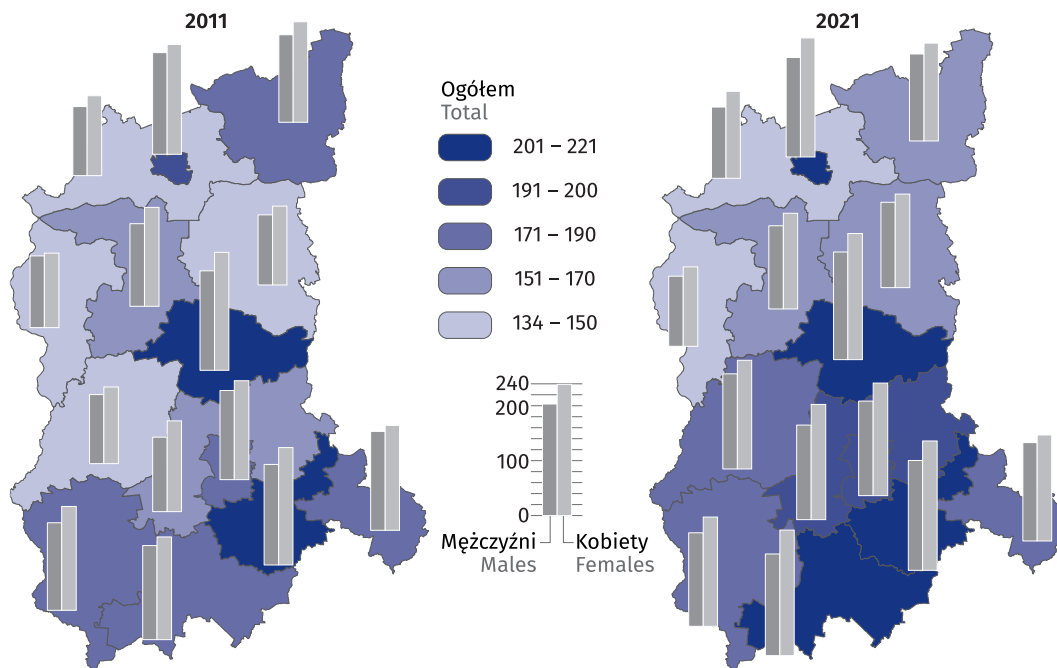 2011
2021
Ogółem
Total
201 – 221
191 – 200
171 – 190
151 – 170
134 – 150
240
200
100
0
Mężczyźni
Kobiety
Males
Females